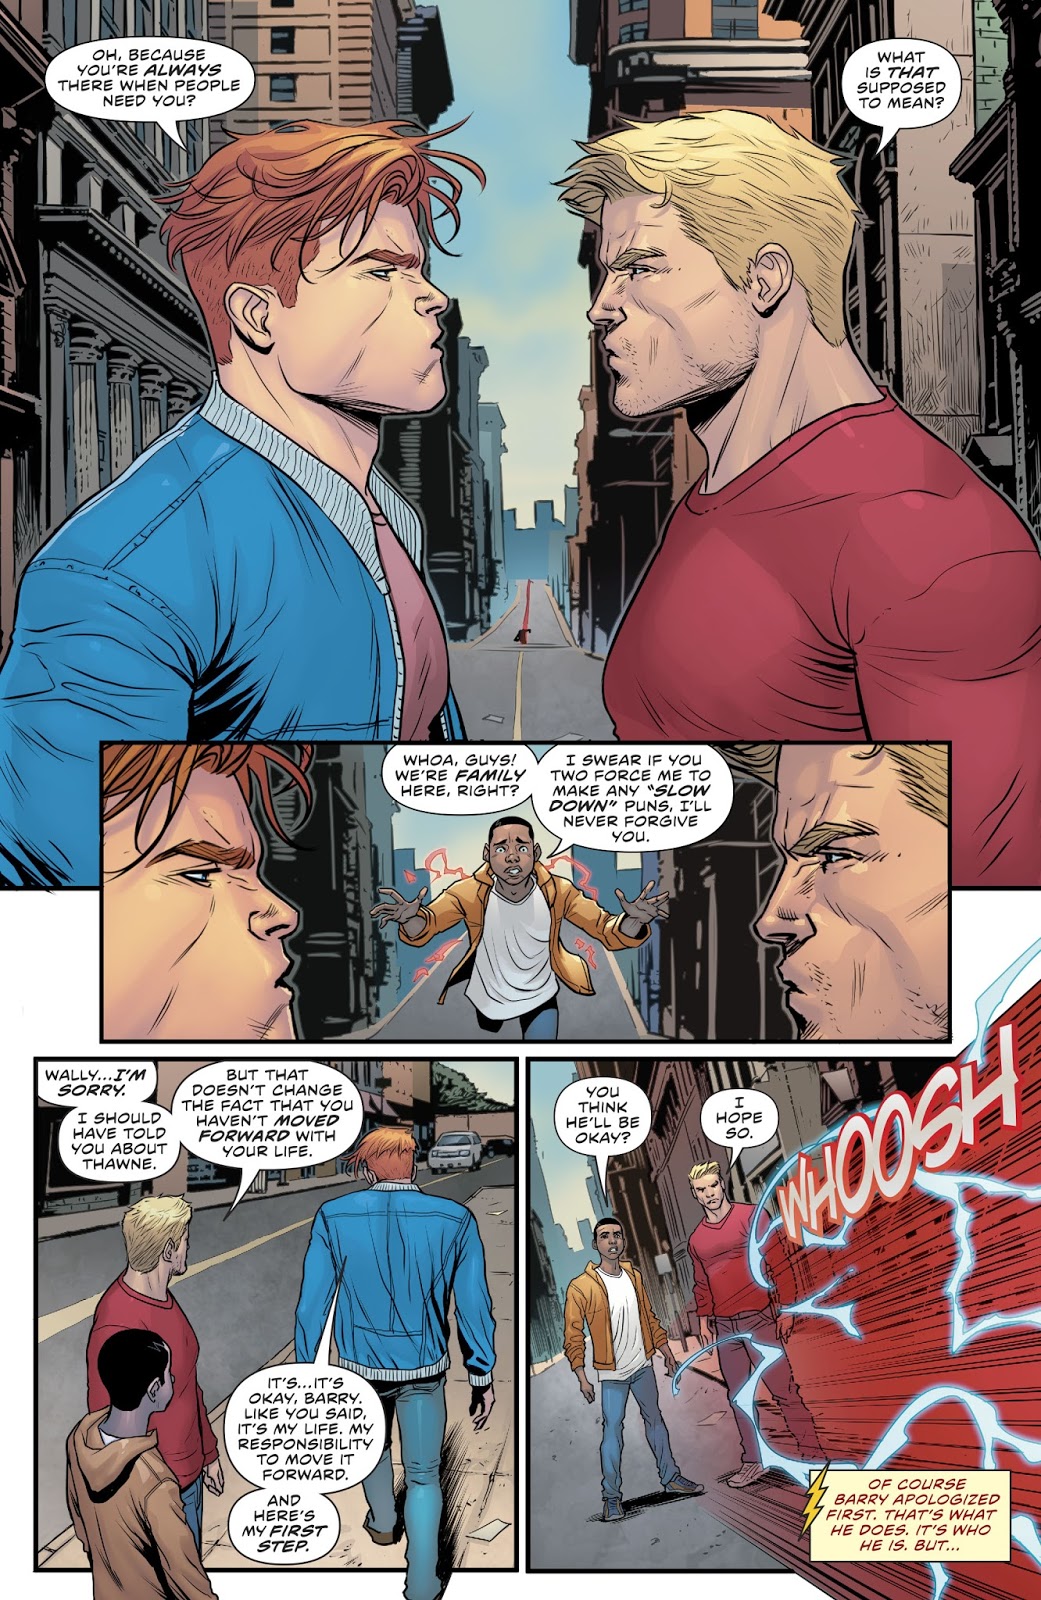 OH, BECAUSE
YOU'RE ALWAYS
THERE WHEN PEOPLE
NEED YOU?
WHAT
IS THAT
SUPPOSED
TO MEAN?
WHOA, GUYS!
WE'RE FAMILY
HERE, RIGHT?
I SWEAR IF YOU
TWO FORCE ME TO
MAKE ANY "SLOW
DOWN" PUNS, I'LL
NEVER FORGIVE
YOU.
WALLY...I'M
SORRY.
I SHOULD
HAVE TOLD
YOU ABOUT
THAWNE.
BUT THAT
DOESN'T CHANGE
THE FACT THAT YOU
HAVEN'T MOVED
FORWARD WITH
YOUR LIFE.
IT'S...IT'S
OKAY, BARRY.
LIKE YOU SAID,
IT'S MY LIFE. MY
RESPONSIBILITY
TO MOVE IT
FORWARD.
AND
HERE'S
MY FIRST
STEP.
YOU
THINK
HE'LL BE
OKAY?
I
HOPE
SO.
WHOOSH
OF COURSE
BARRY APOLOGIZED
FIRST. THAT'S WHAT
HE DOES. IT'S WHO
HE IS. BUT...